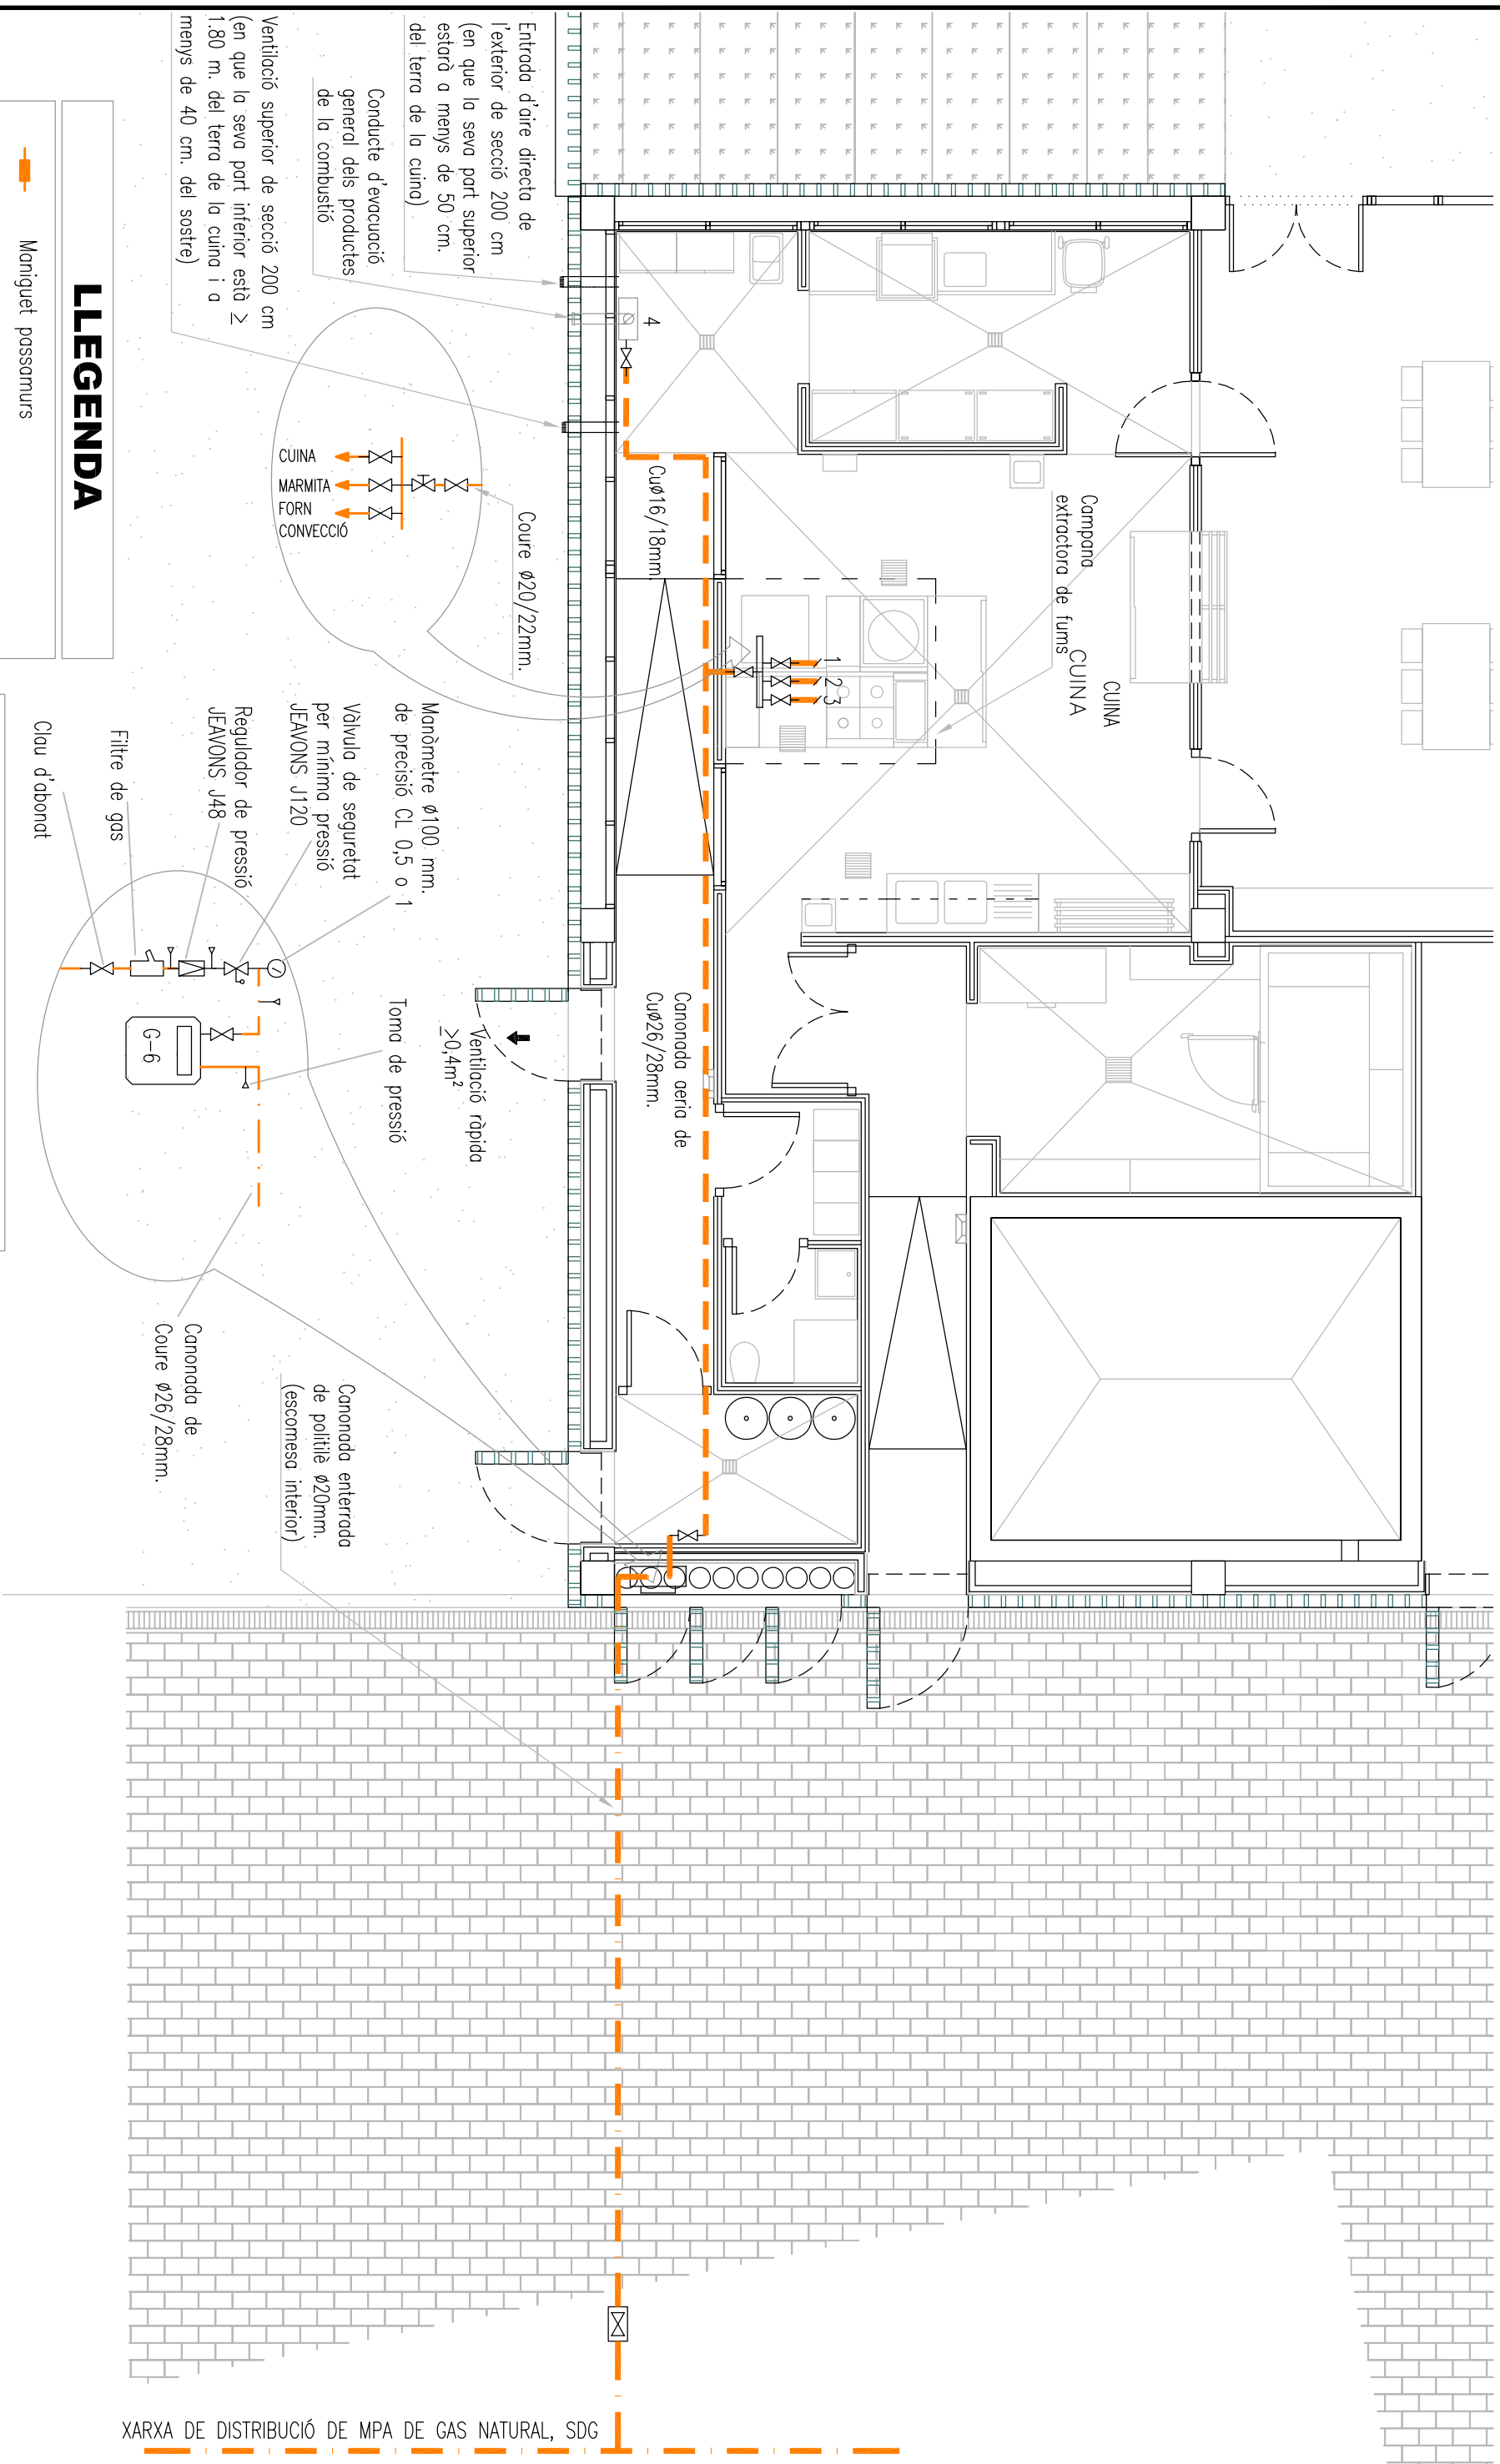 Entrada d'aire directa de
l'exterior de secció 200 cm
(en que la seva part superior
estarà a menys de 50 cm.
del terra de la cuina)
Conducte d'evacuació
general dels productes
de la combustió
Ventilació superior de secció 200 cm
(en que la seva part inferior està ≥
1.80 m. del terra de la cuina i a
menys de 40 cm. del sostre)
LLEGENDA
Maniguet passamurs
4
CuØ16/18mm.
CUINA
MARMITA
FORN
CONVECCIÓ
Coure Ø20/22mm.
Campana
extractora de fums
CUINA
CUINA
1
2
3
Manòmetre Ø100 mm.
de precisió CL 0,5 o 1
Vàlvula de seguretat
per mínima pressió
JEAVONS J120
Regulador de pressió
JEAVONS J48
Filtre de gas
Clau d'abonat
G-6
Toma de pressió
Ventilació ràpida
≥0,4m²
Canonada aeria de
CuØ26/28mm.
Canonada de
Coure Ø26/28mm.
Canonada enterrada
de politilè Ø20mm.
(escomesa interior)
XARXA DE DISTRIBUCIÓ DE MPA DE GAS NATURAL, SDG